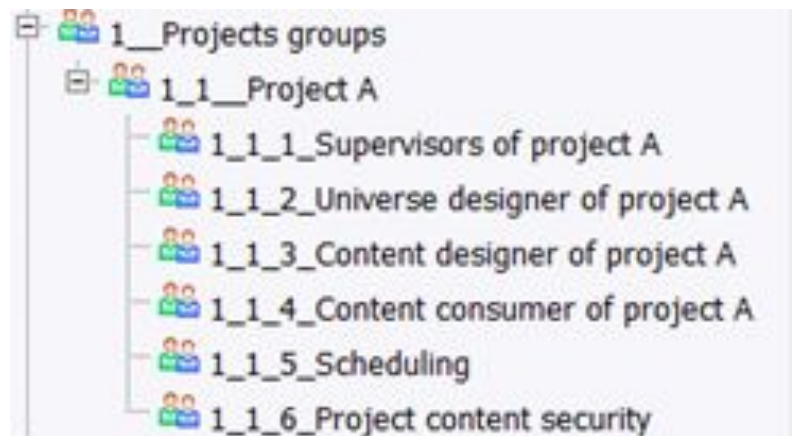 1__Projects groups
1_1__Project A
1_1_1_Supervisors of project A
1_1_2_Universe designer of project A
1_1_3_Content designer of project A
1_1_4_Content consumer of project A
1_1_5_Scheduling
1_1_6_Project content security